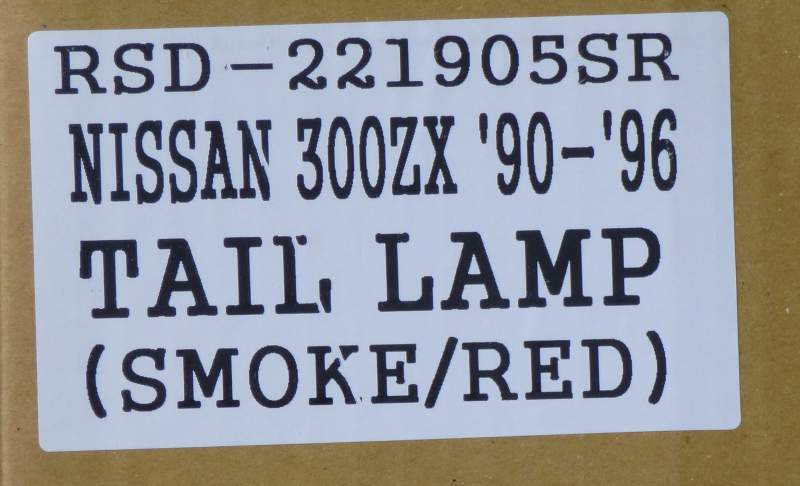 RSD-221905SR
NISSAN 300ZX '90-'96
TAIL LAMP
(SMOKE/RED)